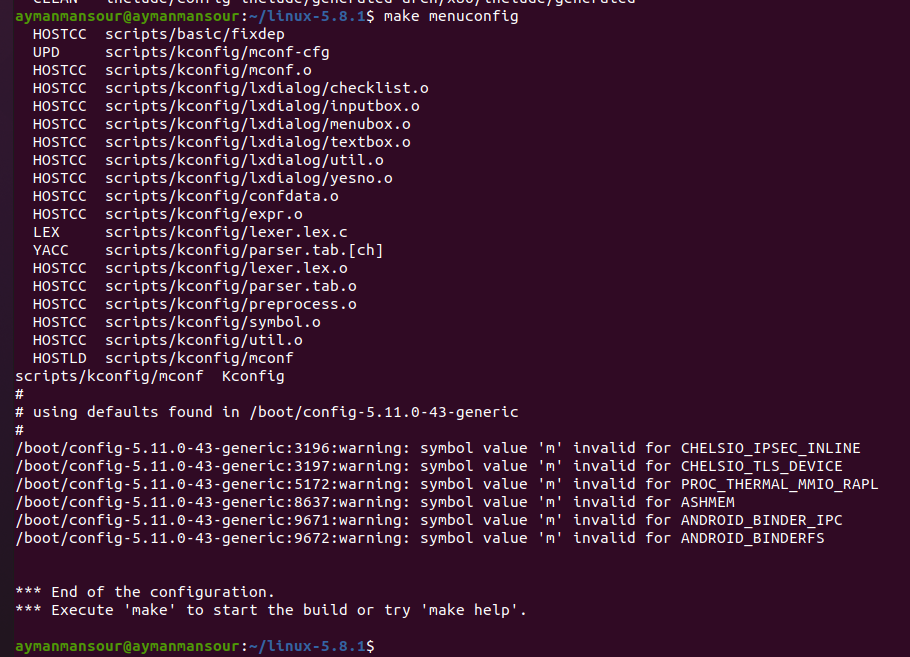 aymanmansour@aymanmansour:~/linux-5.8.1$ make menuconfig
  HOSTCC  scripts/basic/fixdep
  UPD     scripts/kconfig/mconf-cfg
  HOSTCC  scripts/kconfig/mconf.o
  HOSTCC  scripts/kconfig/lxdialog/checklist.o
  HOSTCC  scripts/kconfig/lxdialog/inputbox.o
  HOSTCC  scripts/kconfig/lxdialog/menubox.o
  HOSTCC  scripts/kconfig/lxdialog/textbox.o
  HOSTCC  scripts/kconfig/lxdialog/util.o
  HOSTCC  scripts/kconfig/lxdialog/yesno.o
  HOSTCC  scripts/kconfig/confdata.o
  HOSTCC  scripts/kconfig/expr.o
  LEX     scripts/kconfig/lexer.lex.c
  YACC    scripts/kconfig/parser.tab.[ch]
  HOSTCC  scripts/kconfig/lexer.lex.o
  HOSTCC  scripts/kconfig/parser.tab.o
  HOSTCC  scripts/kconfig/preprocess.o
  HOSTCC  scripts/kconfig/symbol.o
  HOSTCC  scripts/kconfig/util.o
  HOSTLD  scripts/kconfig/mconf
scripts/kconfig/mconf  Kconfig
#
# using defaults found in /boot/config-5.11.0-43-generic
#
/boot/config-5.11.0-43-generic:3196:warning: symbol value 'm' invalid for CHELSIO_IPSEC_INLINE
/boot/config-5.11.0-43-generic:3197:warning: symbol value 'm' invalid for CHELSIO_TLS_DEVICE
/boot/config-5.11.0-43-generic:5172:warning: symbol value 'm' invalid for PROC_THERMAL_MMIO_RAPL
/boot/config-5.11.0-43-generic:8637:warning: symbol value 'm' invalid for ASHMEM
/boot/config-5.11.0-43-generic:9671:warning: symbol value 'm' invalid for ANDROID_BINDER_IPC
/boot/config-5.11.0-43-generic:9672:warning: symbol value 'm' invalid for ANDROID_BINDERFS
*** End of the configuration.
*** Execute 'make' to start the build or try 'make help'.
aymanmansour@aymanmansour:~/linux-5.8.1$